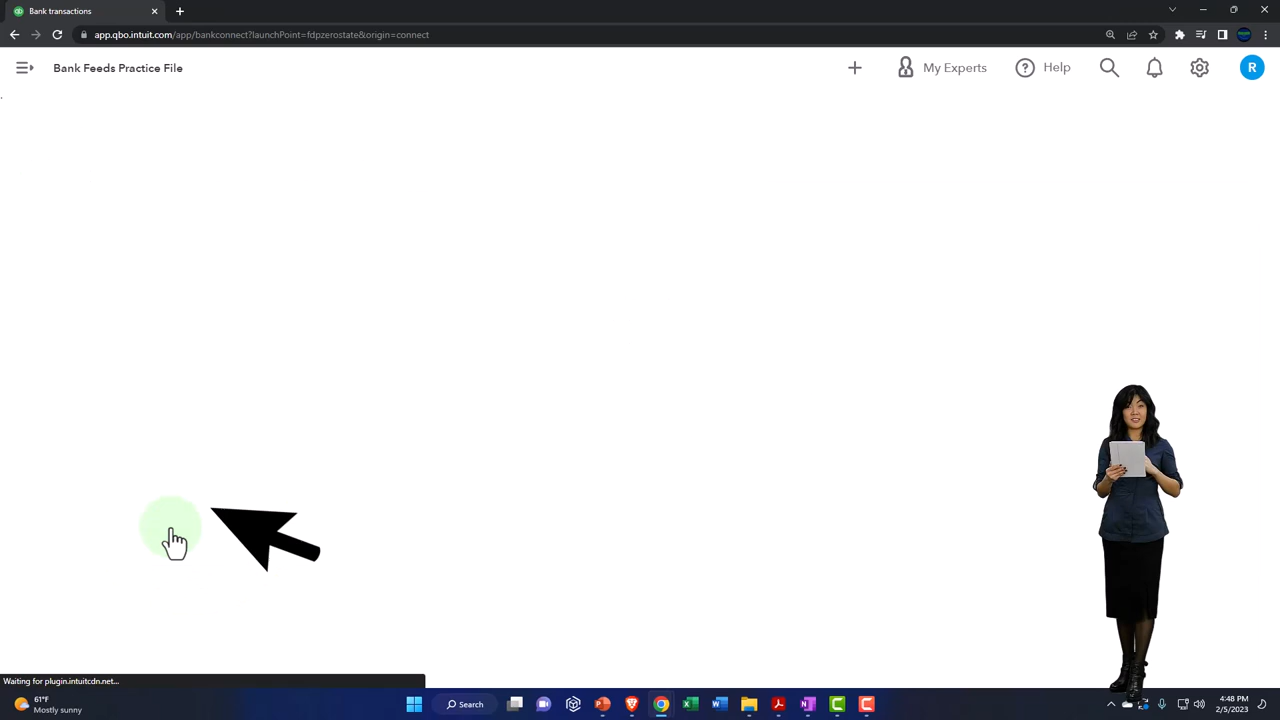 Bank transactions
app.qbo.intuit.com/app/bankconnect?launchPoint=fdpzerostate&origin=connect
Bank Feeds Practice File
My Experts
Help
R
Waiting for plugin.intuitcdn.net...
61°F
Mostly sunny
Search
4:48 PM
2/5/2023